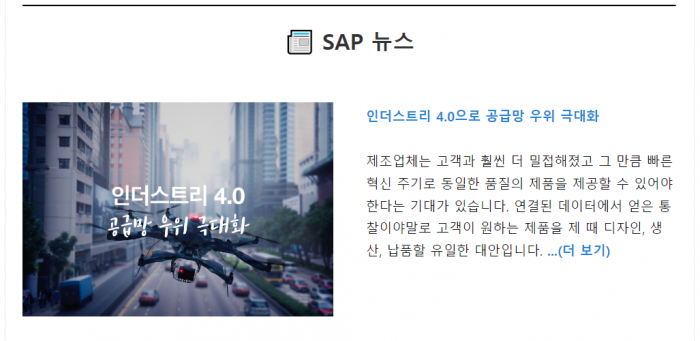 SAP 뉴스
인더스트리 4.0
공급망 우위 극대화
인더스트리 4.0으로 공급망 우위 극대화
제조업체는 고객과 훨씬 더 밀접해졌고 그 만큼 빠른
혁신 주기로 동일한 품질의 제품을 제공할 수 있어야
한다는 기대가 있습니다. 연결된 데이터에서 얻은 통
찰이야말로 고객이 원하는 제품을 제 때 디자인, 생
산, 납품할 유일한 대안입니다. ...(더 보기)